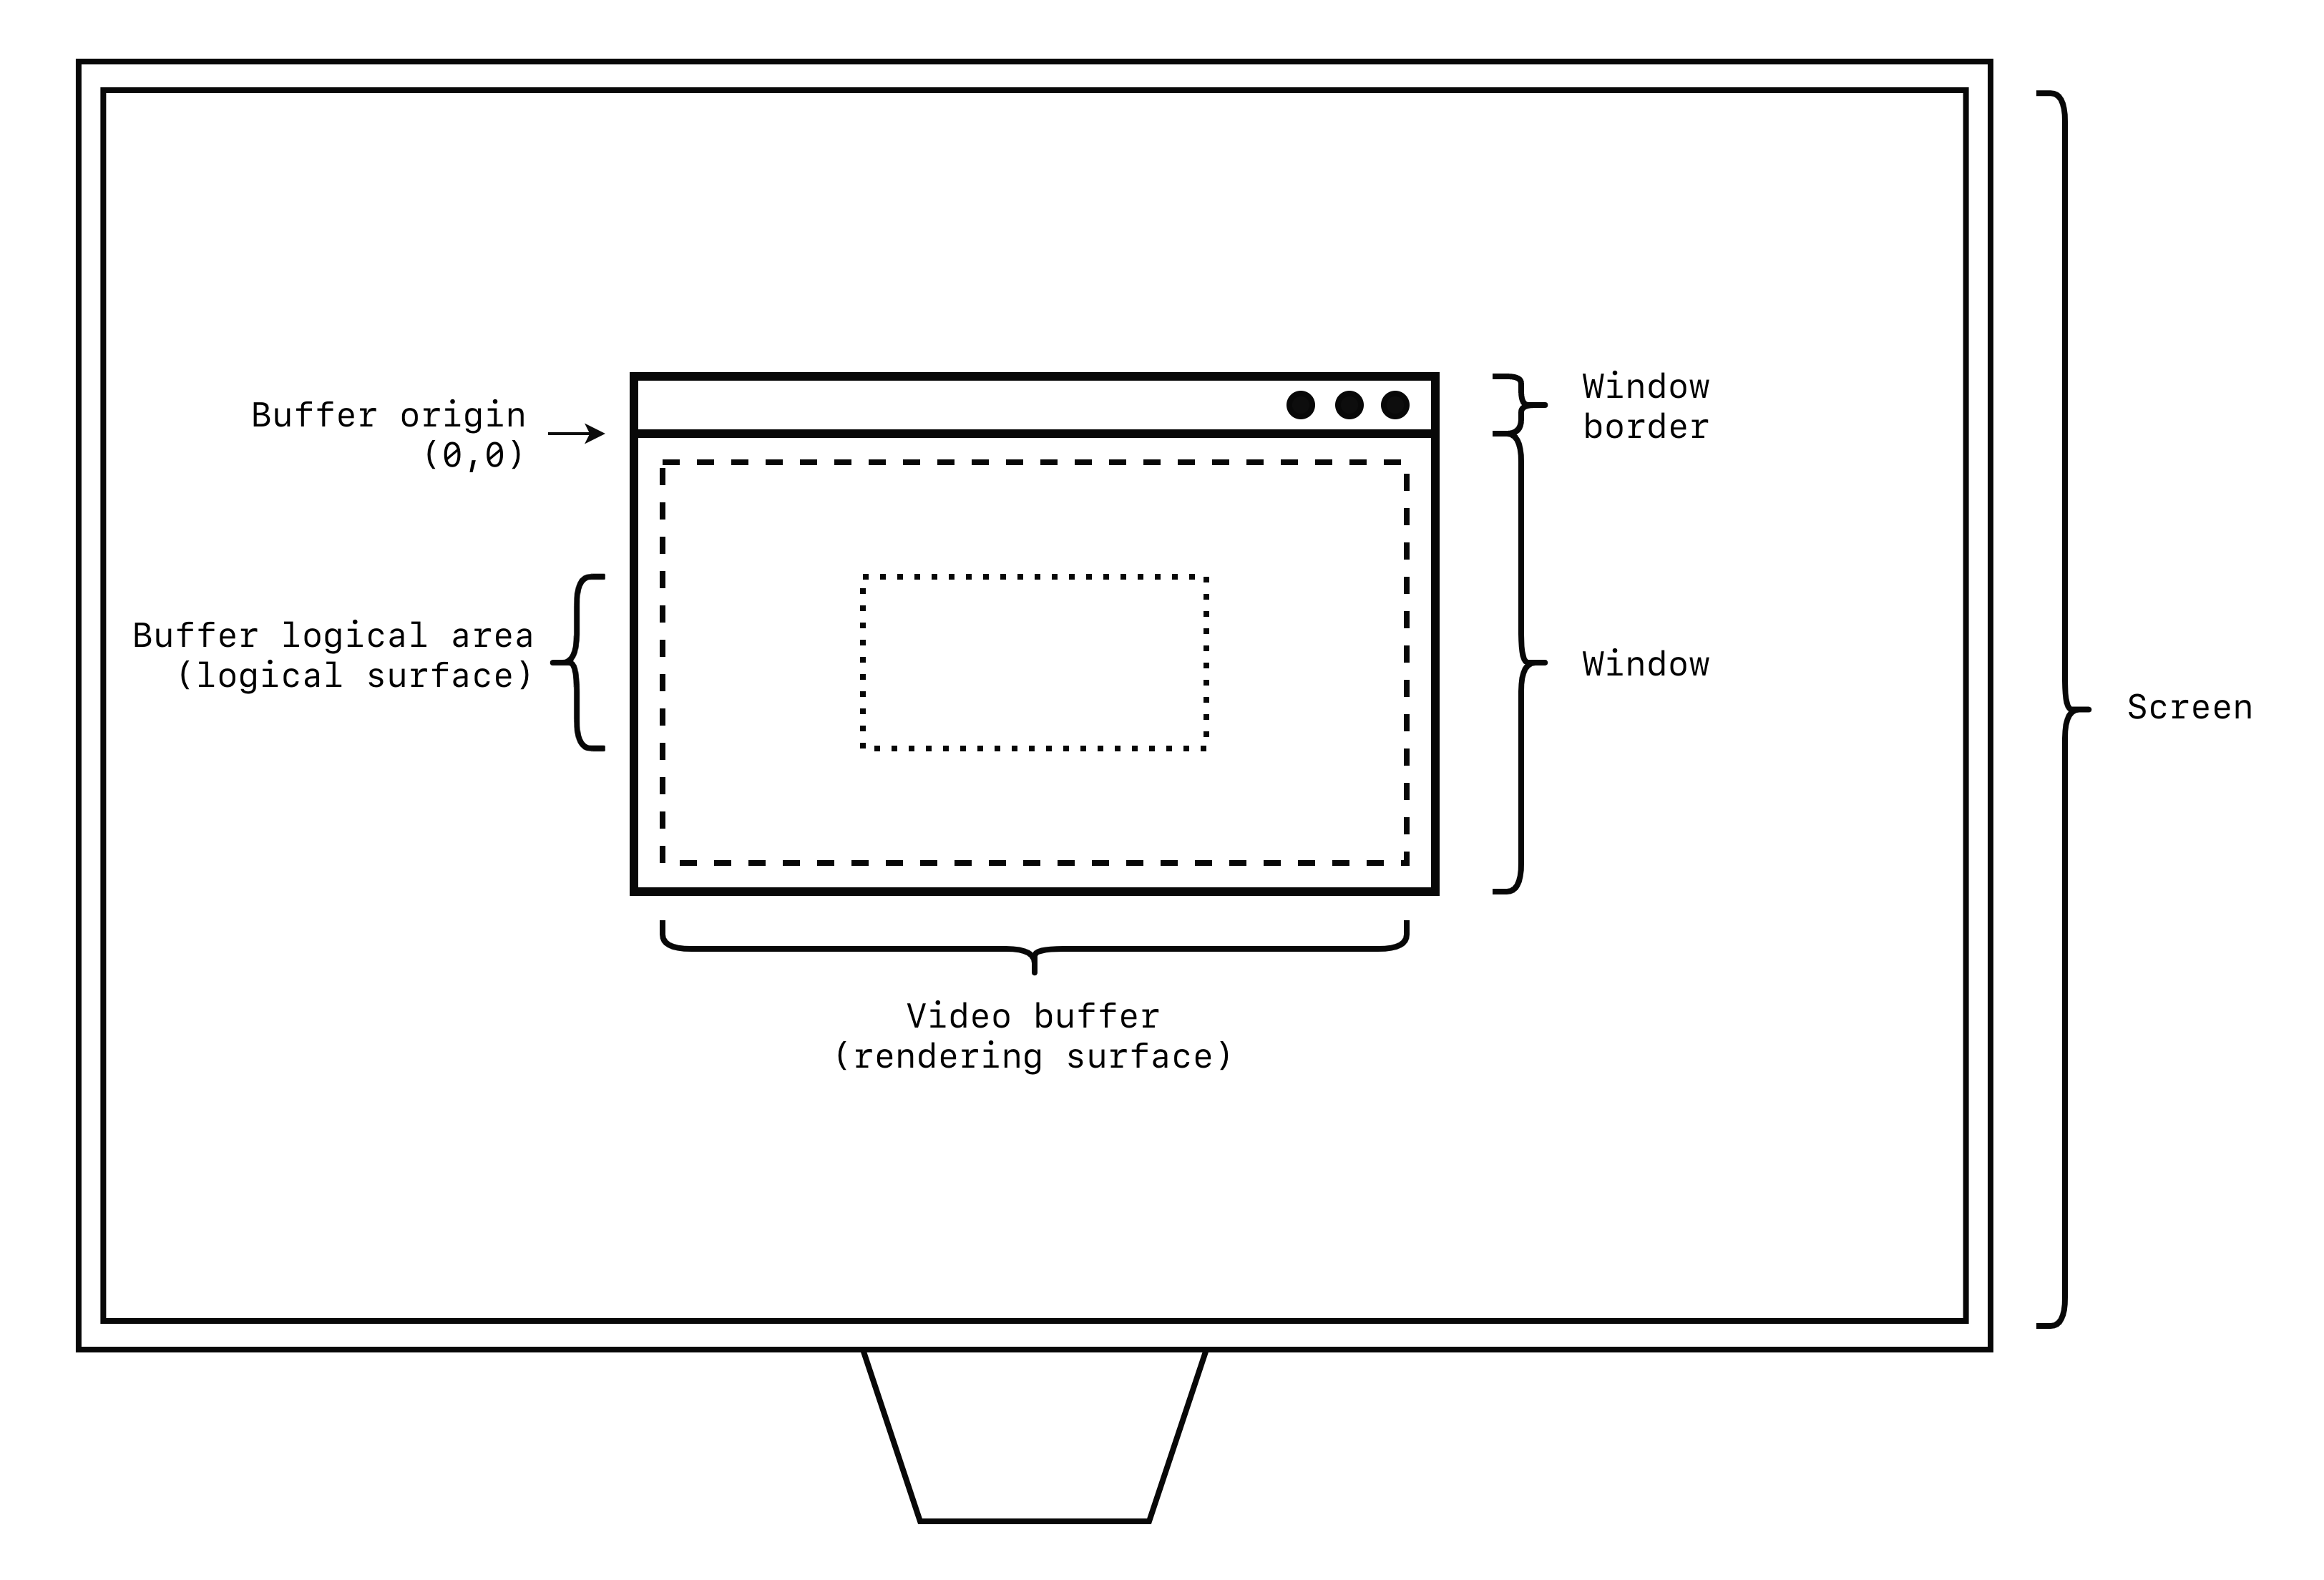 Buffer origin
(0,0)
Window
border
Buffer logical area
(logical surface)
Window
Screen
Video buffer
(rendering surface)